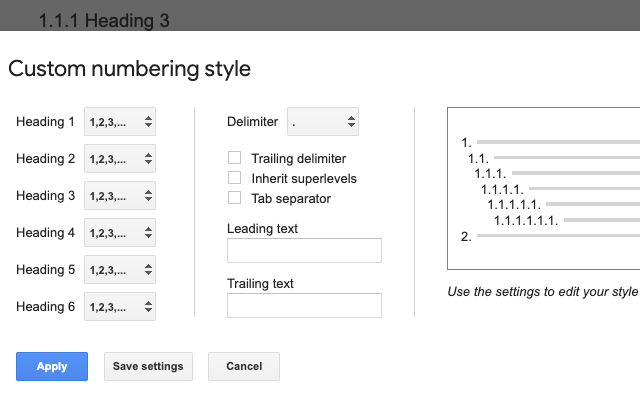 1.1.1 Heading 3
Custom numbering style
Heading 1 1,2,3,...
Heading 2 1,2,3,...
Heading 3 1,2,3,...
Heading 4 1,2,3,...
Heading 5 1,2,3,...
Heading 6 1,2,3,...
Delimiter .
Trailing delimiter
Inherit superlevels
Tab separator
Leading text
Trailing text
1.
1.1.
1.1.1.
1.1.1.1.
1.1.1.1.1.
1.1.1.1.1.1.
2.
Use the settings to edit your style
Apply Save settings Cancel